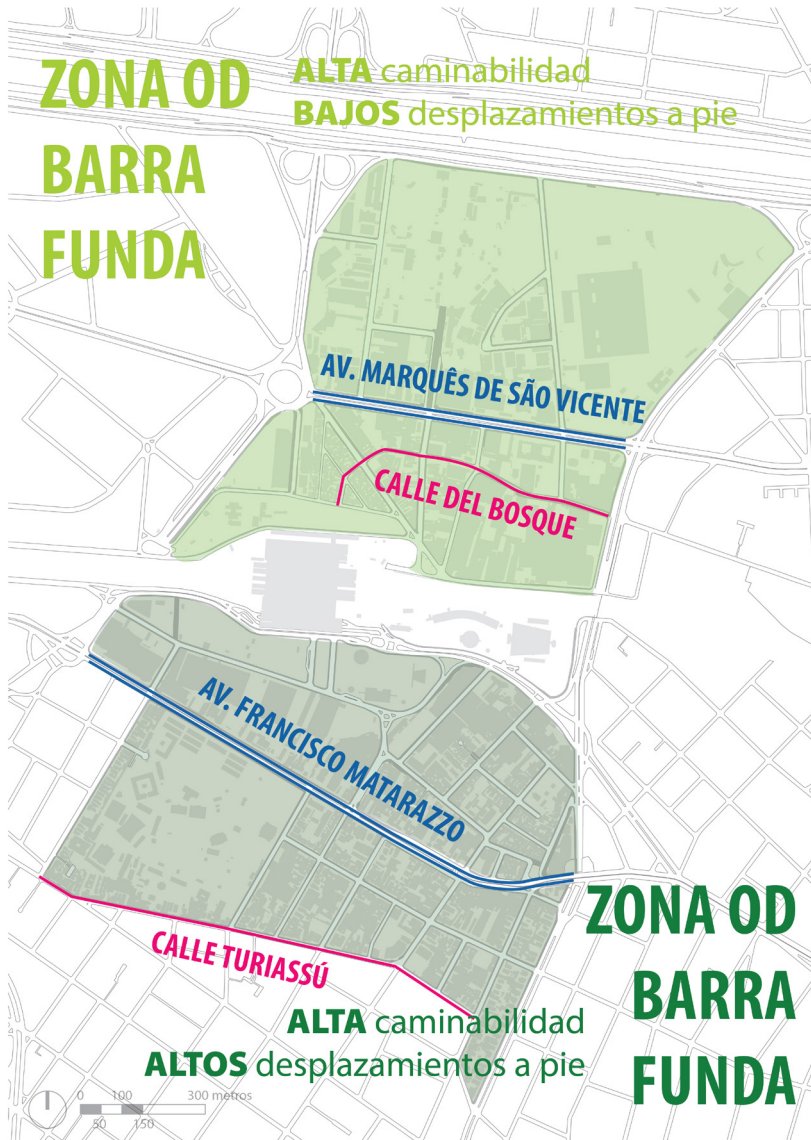 ZONA OD
BARRA
FUNDA
ALTA caminabilidad
BAJOS desplazamientos a pie
AV. MARQUÊS DE SÃO VICENTE
CALLE DEL BOSQUE
AV. FRANCISCO MATARAZZO
CALLE TURIASSÚ
ZONA OD
BARRA
FUNDA
ALTA caminabilidad
ALTOS desplazamientos a pie
0 100 300 metros
50 150